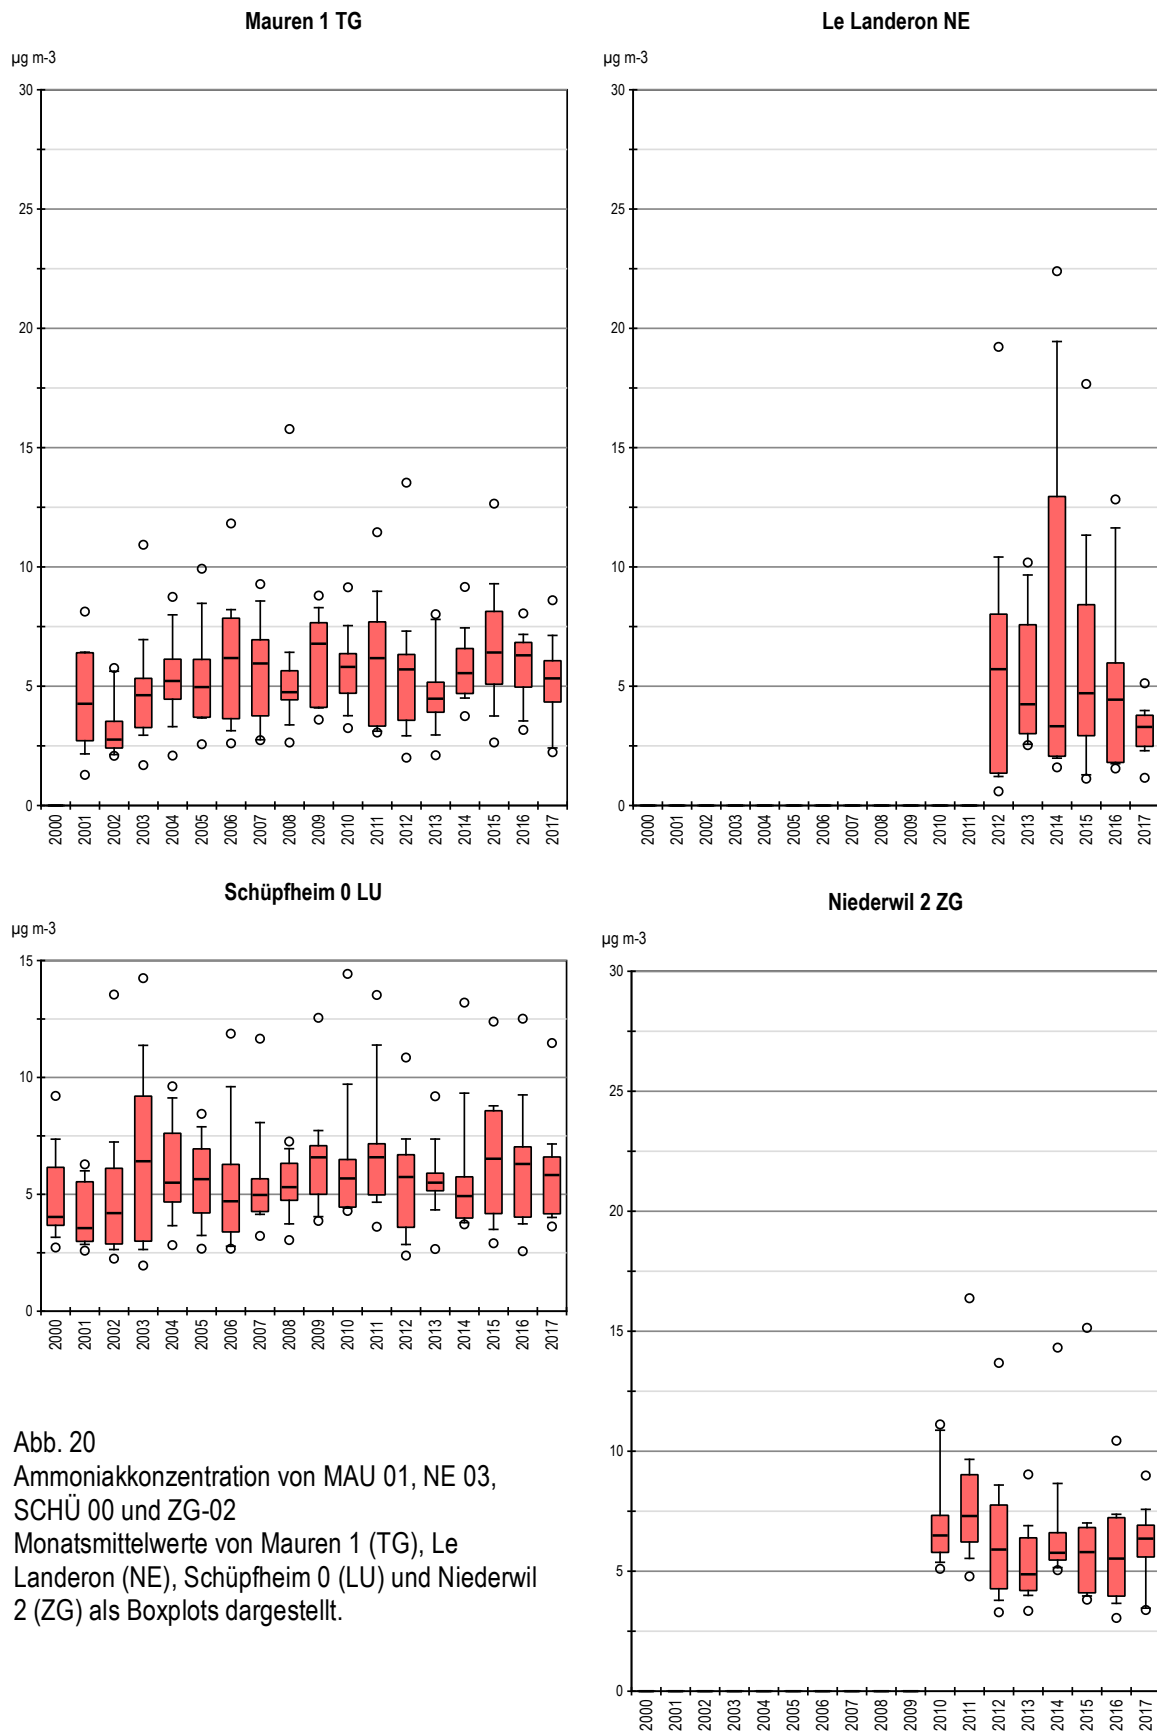 Mauren 1 TG
µg m-3
30
25
20
15
10
5
0
2000 2001 2002 2003 2004 2005 2006 2007 2008 2009 2010 2011 2012 2013 2014 2015 2016 2017
Le Landeron NE
µg m-3
30
25
20
15
10
5
0
2000 2001 2002 2003 2004 2005 2006 2007 2008 2009 2010 2011 2012 2013 2014 2015 2016 2017
Schüpfheim 0 LU
µg m-3
15
10
5
0
2000 2001 2002 2003 2004 2005 2006 2007 2008 2009 2010 2011 2012 2013 2014 2015 2016 2017
Niederwil 2 ZG
µg m-3
30
25
20
15
10
5
0
2000 2001 2002 2003 2004 2005 2006 2007 2008 2009 2010 2011 2012 2013 2014 2015 2016 2017
Abb. 20
Ammoniakkonzentration von MAU 01, NE 03,
SCHÜ 00 und ZG-02
Monatsmittelwerte von Mauren 1 (TG), Le
Landeron (NE), Schüpfheim 0 (LU) und Niederwil
2 (ZG) als Boxplots dargestellt.